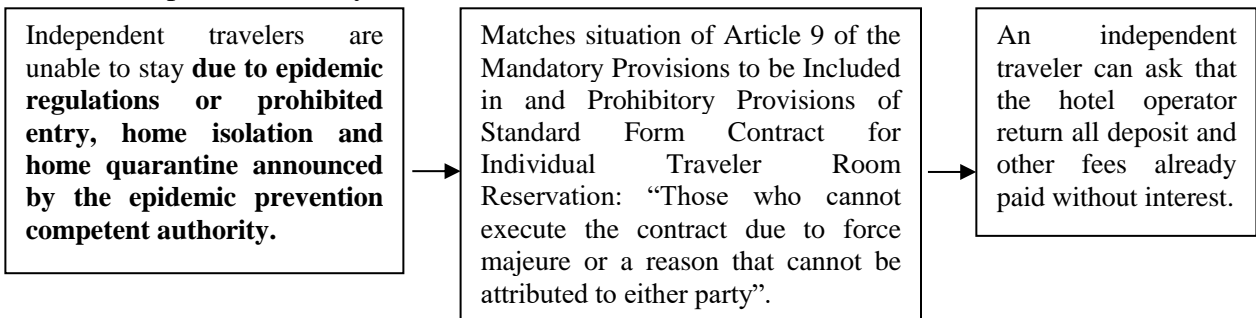 Independent travelers are
unable to stay due to epidemic
regulations or prohibited
entry, home isolation and
home quarantine announced
by the epidemic prevention
competent authority.
Matches situation of Article 9 of the
Mandatory Provisions to be Included
in and Prohibitory Provisions of
Standard Form Contract for
Individual Traveler Room
Reservation: “Those who cannot
execute the contract due to force
majeure or a reason that cannot be
attributed to either party”.
An independent
traveler can ask that
the hotel operator
return all deposit and
other fees already
paid without interest.